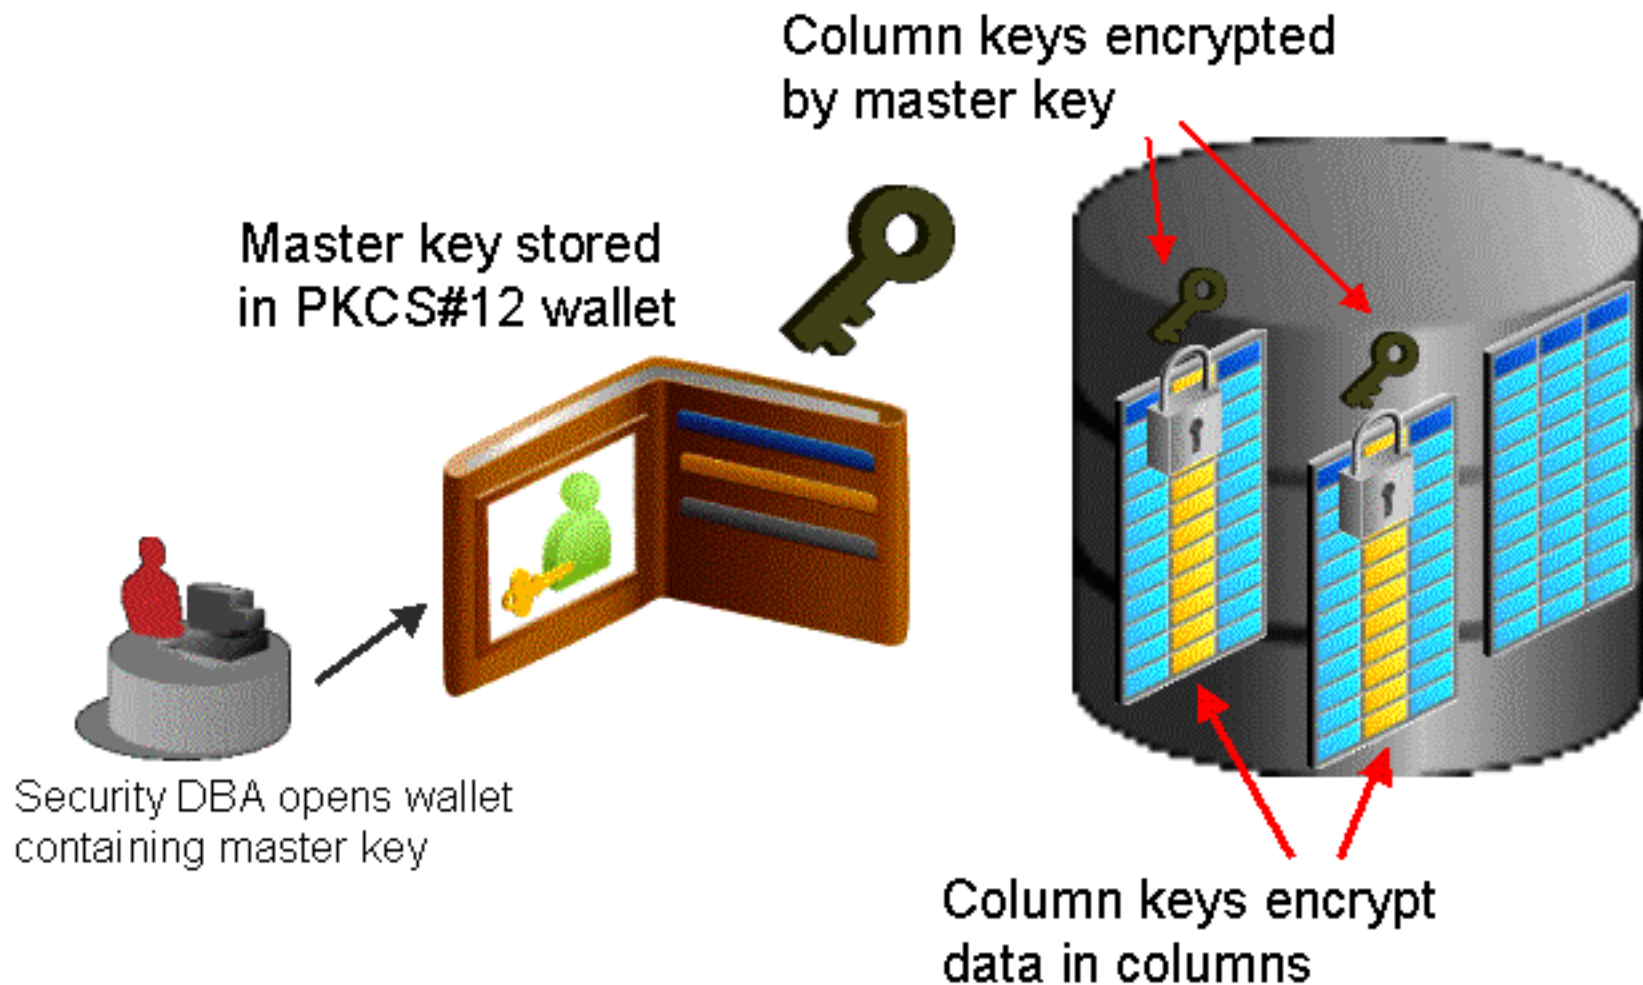 Column keys encrypted
by master key
Master key stored
in PKCS#12 wallet
Security DBA opens wallet
containing master key
Column keys encrypt
data in columns